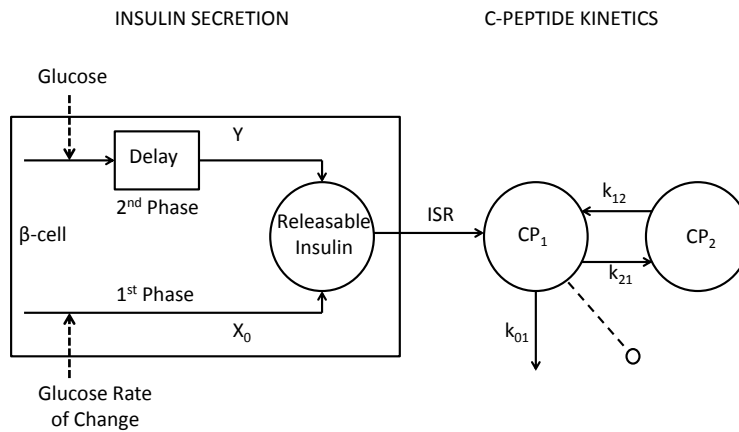 INSULIN SECRETION
C-PEPTIDE KINETICS
Glucose
Delay
Y
2nd Phase
β-cell
Releasable
Insulin
ISR
CP1
k12
CP2
k21
1st Phase
X0
k01
Glucose Rate
of Change